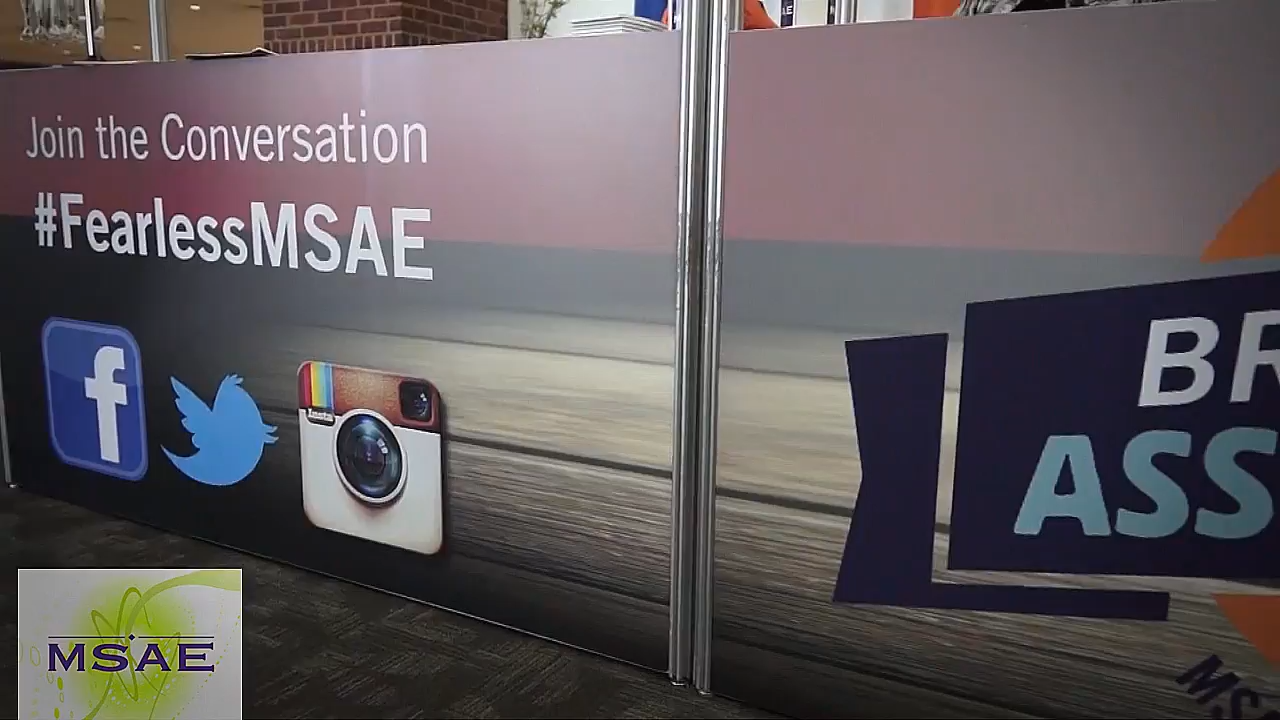 Join the Conversation
#FearlessMSAE
f
Insta
BR
ASS
MSAE